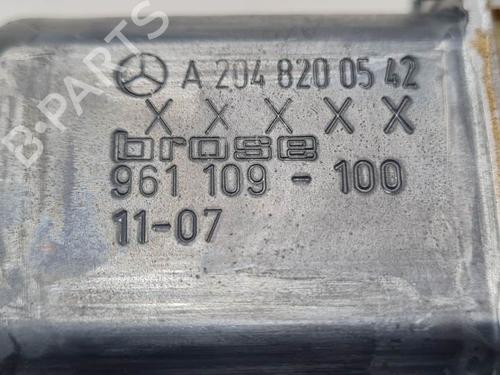 A 204 820 05 42
X X X X X
brose
961 109 - 100
11-07
B-PARTS